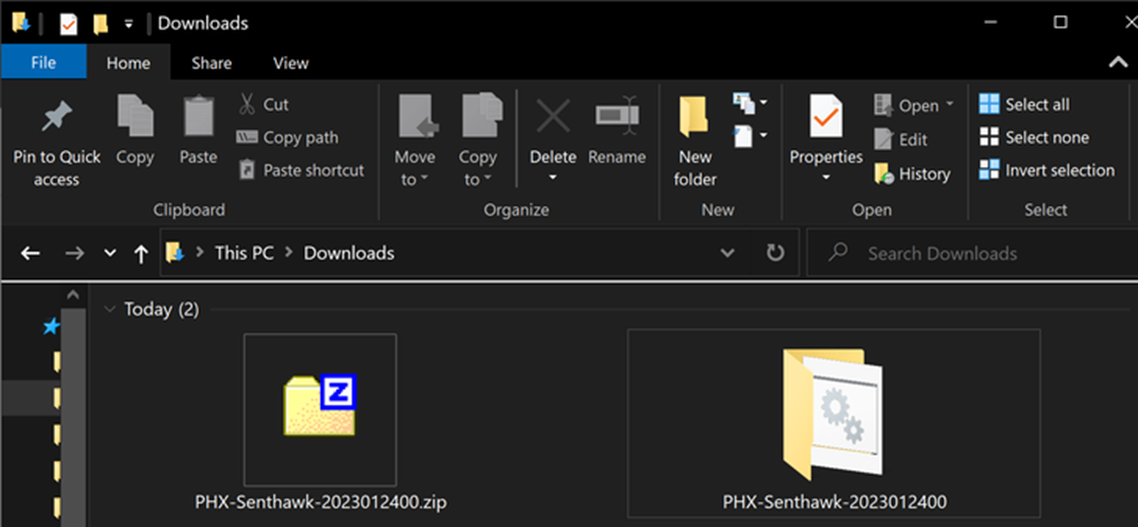 Downloads
File
Home
Share
View
Pin to Quick
access
Copy
Paste
Cut
Copy path
Paste shortcut
Clipboard
Move
to
Copy
to
Delete
Rename
Organize
New
folder
New
Properties
Open
Edit
History
Open
Select all
Select none
Invert selection
Select
This PC
Downloads
Search Downloads
Today (2)
Z
PHX-Senthawk-2023012400.zip
PHX-Senthawk-2023012400